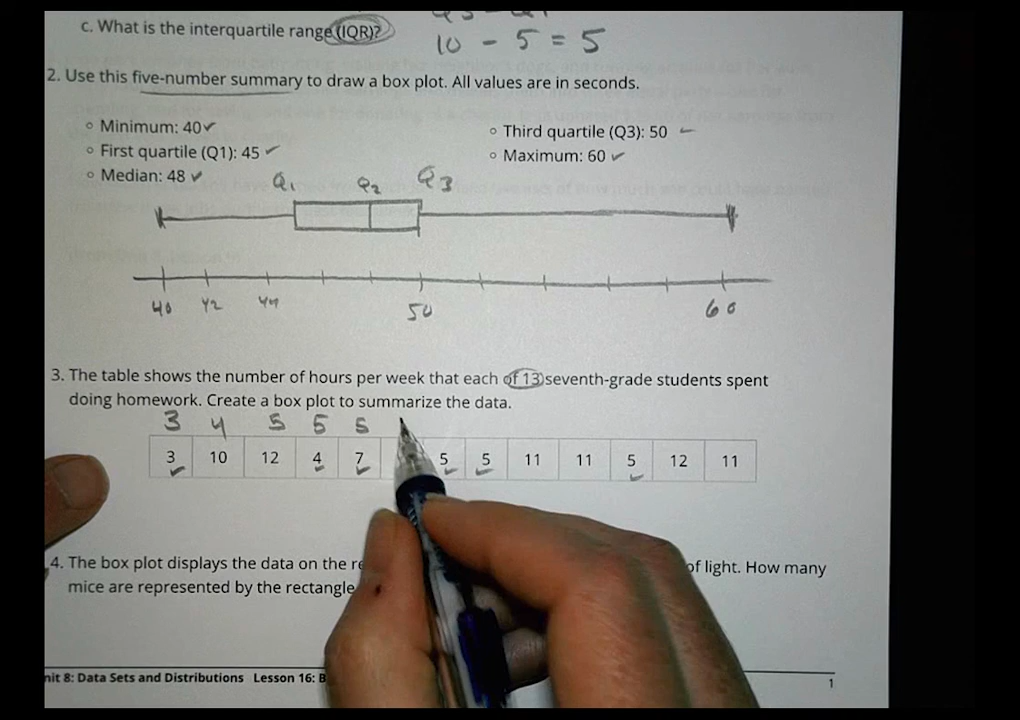 c. What is the interquartile range (IQR)?
10 - 5 = 5
2. Use this five-number summary to draw a box plot. All values are in seconds.
Minimum: 40
Third quartile (Q3): 50
First quartile (Q1): 45
Maximum: 60
Median: 48
Q1 Q2 Q3
40 42 44 50 60
3. The table shows the number of hours per week that each of 13 seventh-grade students spent
doing homework. Create a box plot to summarize the data.
3 4 5 5 5
3 10 12 4 7 5 5 11 11 5 12 11
4. The box plot displays the data on the of light. How many
mice are represented by the rectangle
Unit 8: Data Sets and Distributions Lesson 16:
1